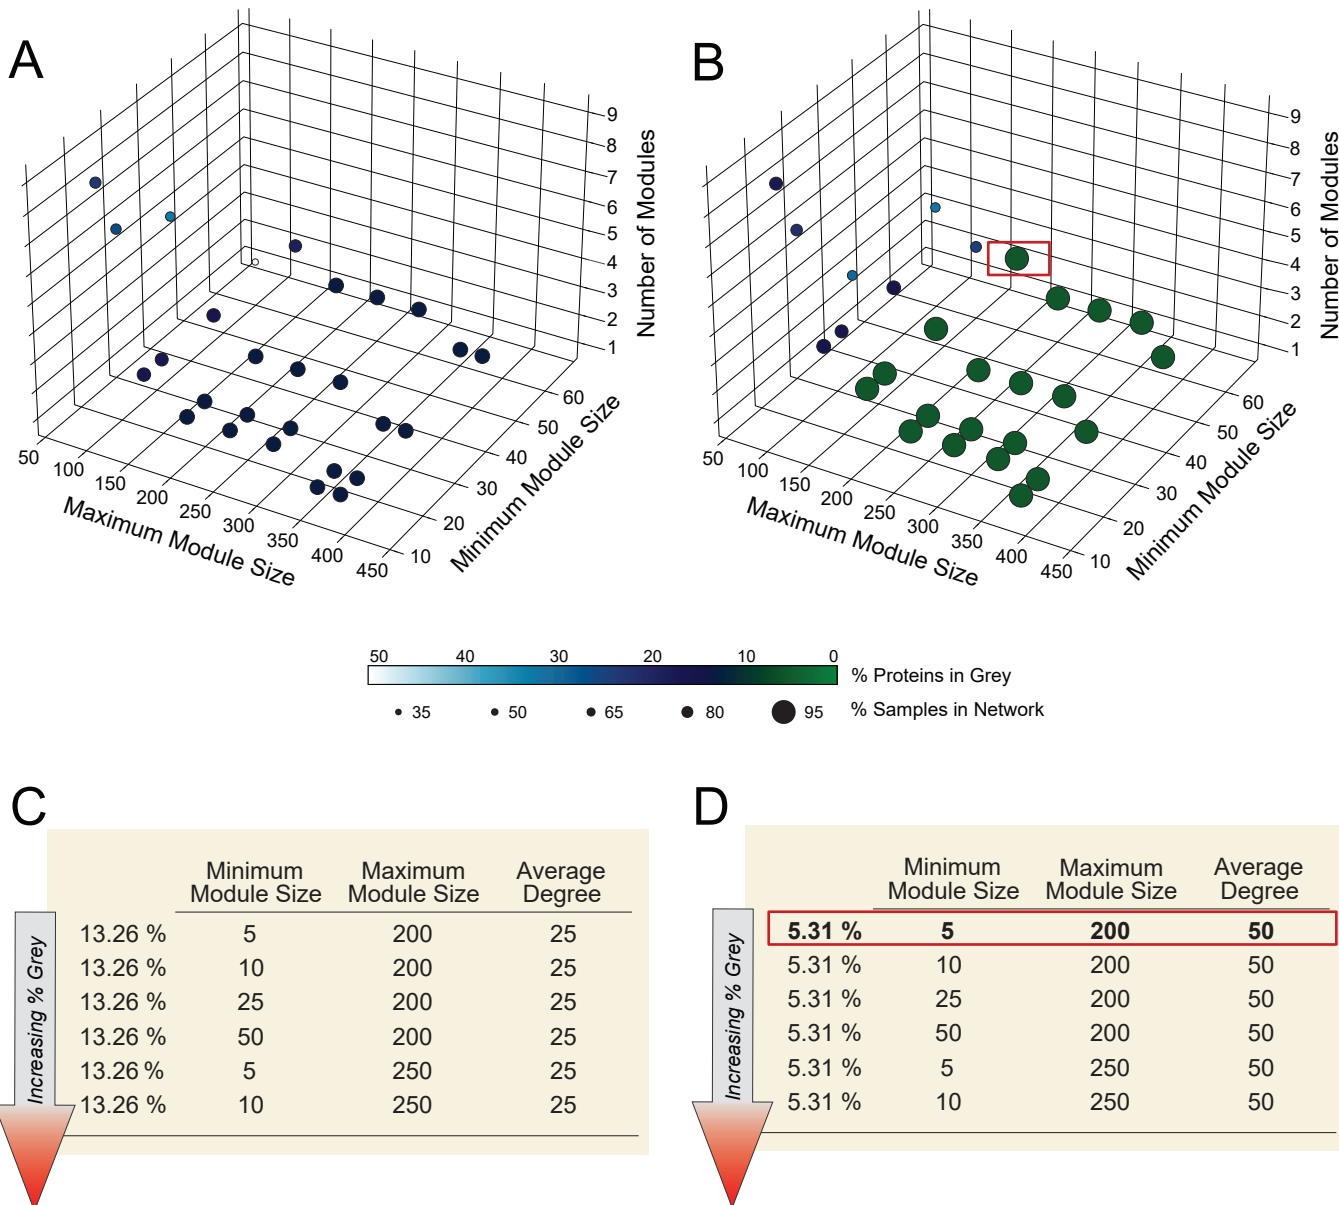 A
B
9
8
7
6
5
4
3
2
1
Number of Modules
60
50
40
30
20
10
Minimum Module Size
50
100
150
200
250
300
350
400
450
Maximum Module Size
9
8
7
6
5
4
3
2
1
Number of Modules
60
50
40
30
20
10
Minimum Module Size
50
100
150
200
250
300
350
400
450
Maximum Module Size
50 40 30 20 10 0
% Proteins in Grey
35 50 65 80 95 % Samples in Network
C
Minimum Maximum Average
Module Size Module Size Degree
13.26 % 5 200 25
13.26 % 10 200 25
13.26 % 25 200 25
13.26 % 50 200 25
13.26 % 5 250 25
13.26 % 10 250 25
Increasing % Grey
D
Minimum Maximum Average
Module Size Module Size Degree
5.31 % 5 200 50
5.31 % 10 200 50
5.31 % 25 200 50
5.31 % 50 200 50
5.31 % 5 250 50
5.31 % 10 250 50
Increasing % Grey